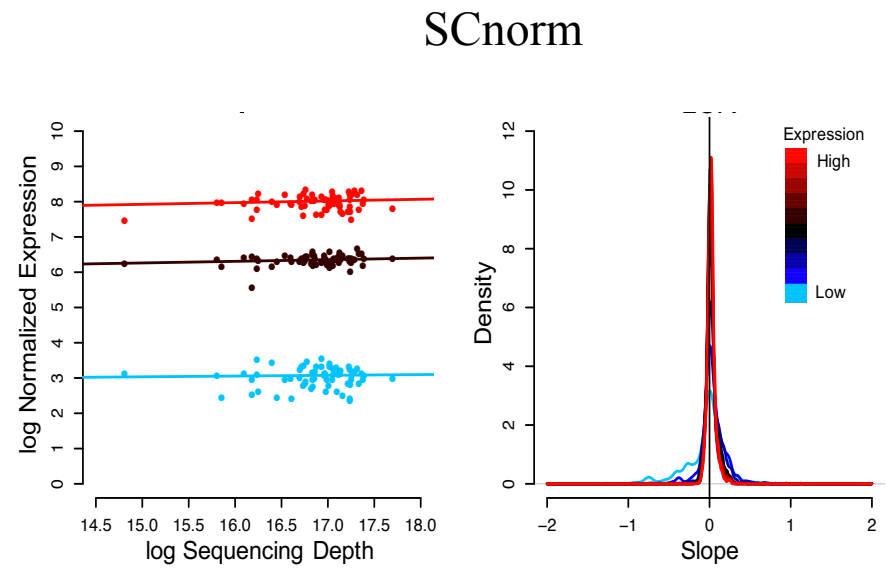 SCnorm
log Normalized Expression
0 1 2 3 4 5 6 7 8 9 10
14.5 15.0 15.5 16.0 16.5 17.0 17.5 18.0
log Sequencing Depth
Density
0 2 4 6 8 10 12
−2 −1 0 1 2
Slope
Expression
High
Low